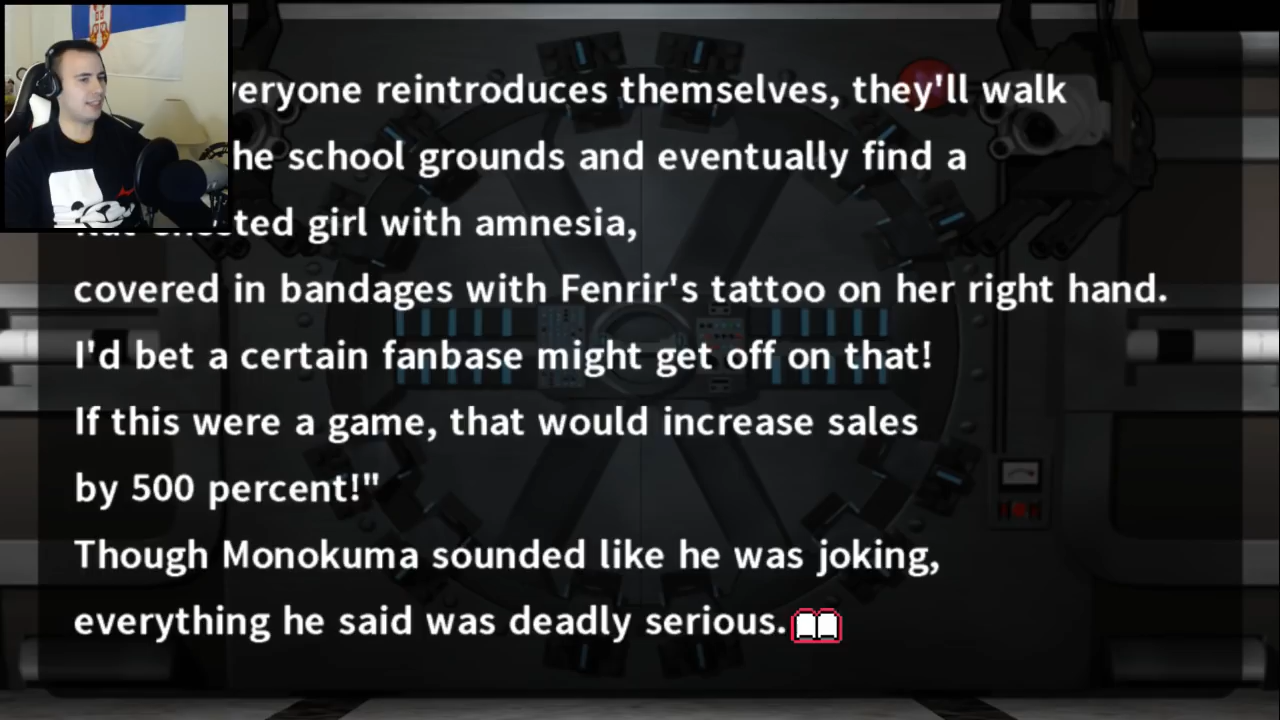 veryone reintroduces themselves, they'll walk
he school grounds and eventually find a
ted girl with amnesia,
covered in bandages with Fenrir's tattoo on her right hand.
I'd bet a certain fanbase might get off on that!
If this were a game, that would increase sales
by 500 percent!"
Though Monokuma sounded like he was joking,
everything he said was deadly serious.